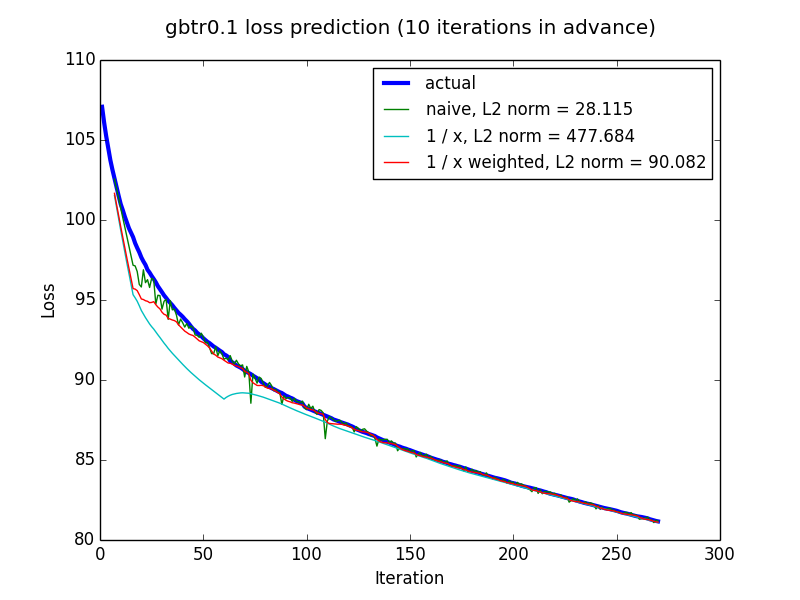 gbtr0.1 loss prediction (10 iterations in advance)
110
105
100
95
90
85
80
Loss
actual
naive, L2 norm = 28.115
1 / x, L2 norm = 477.684
1 / x weighted, L2 norm = 90.082
0
50
100
150
200
250
300
Iteration